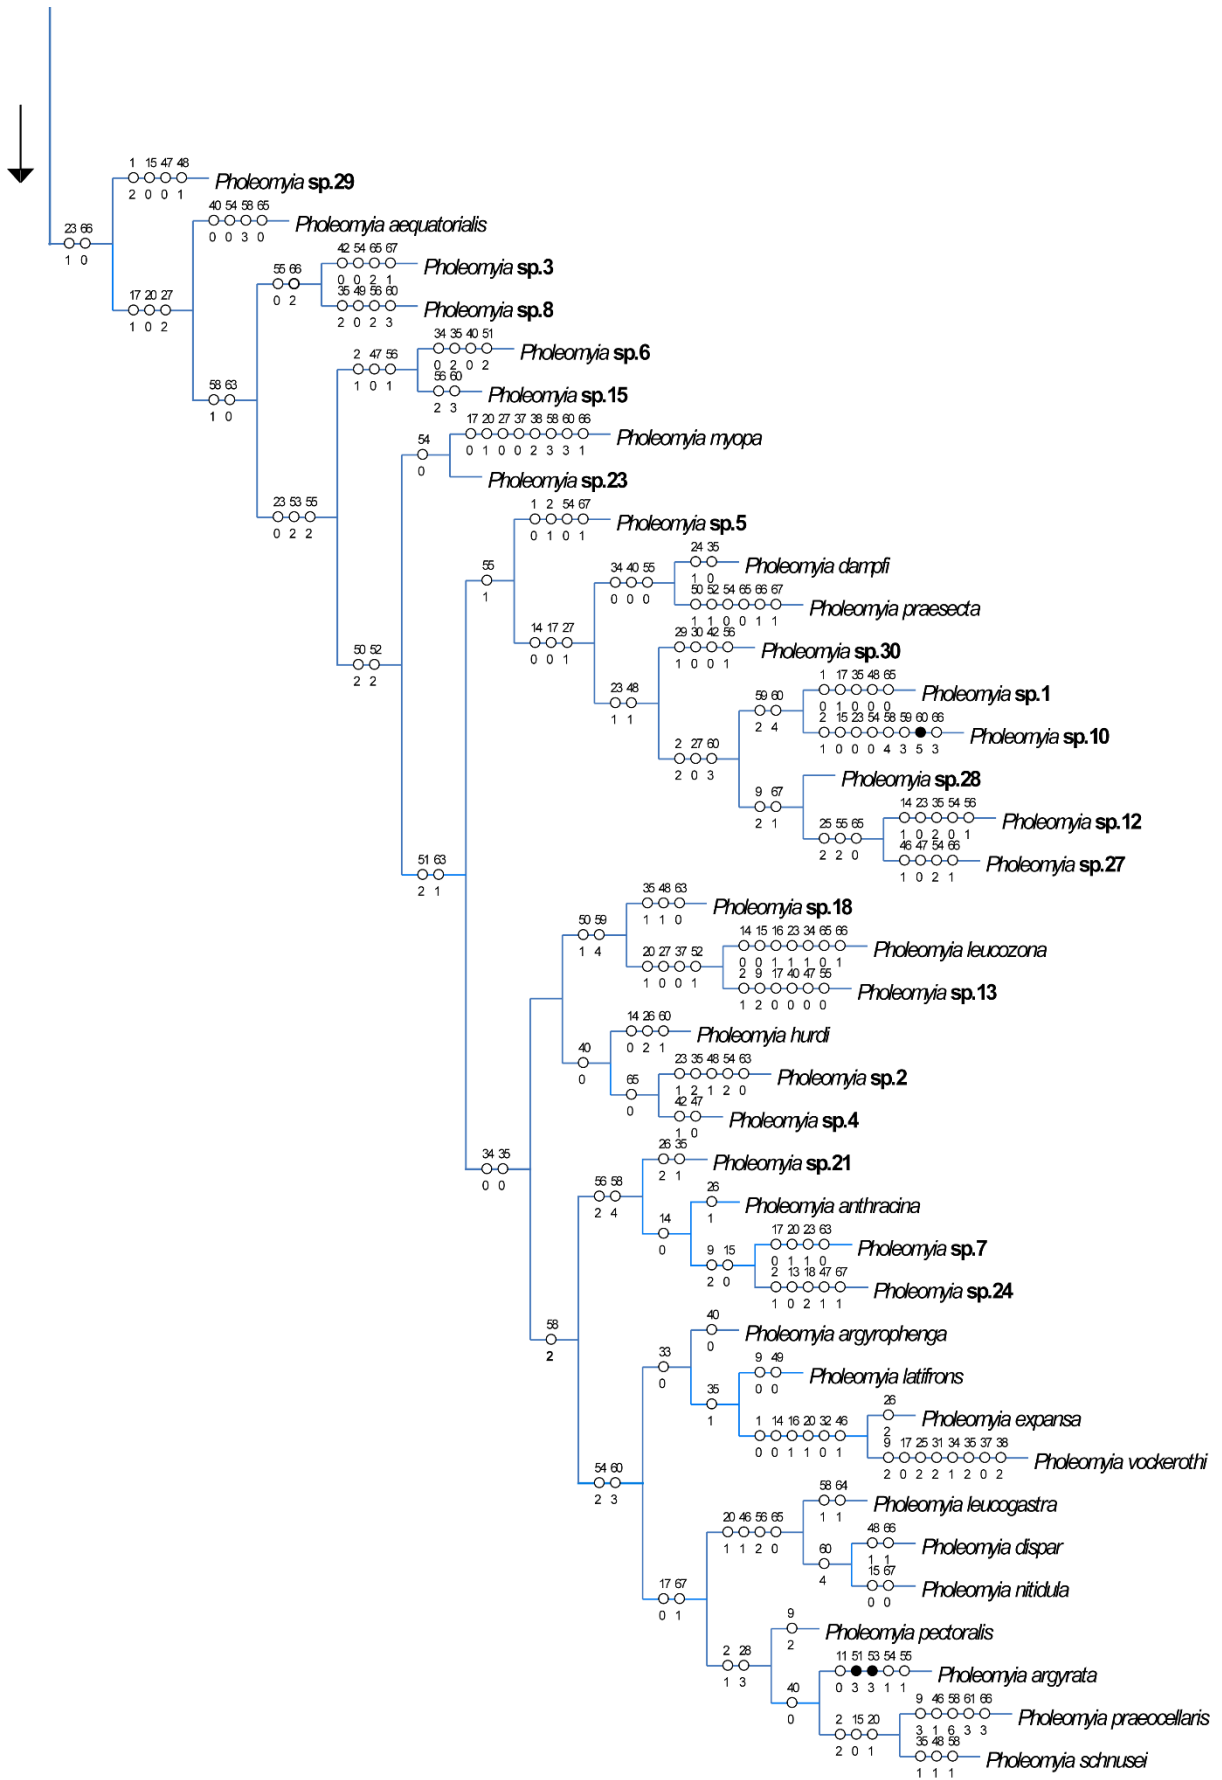 1 15 47 48
2 0 0 1
Pholeomyia sp.29
23 66
1 0
40 54 58 65
0 0 3 0
Pholeomyia aequatorialis
17 20 27
1 0 2
42 54 65 67
0 0 2 1
Pholeomyia sp.3
55 66
0 2
35 49 56 60
2 0 2 3
Pholeomyia sp.8
58 63
1 0
34 35 40 51
0 2 0 2
Pholeomyia sp.6
2 47 56
1 0 1
56 60
2 3
Pholeomyia sp.15
17 20 27 37 38 58 60 66
0 1 0 0 2 3 3 1
Pholeomyia myopa
54
0
Pholeomyia sp.23
23 53 55
0 2 2
1 2 54 67
0 1 0 1
Pholeomyia sp.5
55
1
24 35
1 0
Pholeomyia dampfi
34 40 55
0 0 0
50 52 54 65 66 67
1 1 0 0 1 1
Pholeomyia praesecta
14 17 27
0 0 1
29 30 42 56
1 0 0 1
Pholeomyia sp.30
50 52
2 2
1 17 35 48 65
0 1 0 0 0
Pholeomyia sp.1
23 48
1 1
59 60
2 4
2 15 23 54 58 59 60 66
1 0 0 0 4 3 5 3
Pholeomyia sp.10
2 27 60
2 0 3
Pholeomyia sp.28
9 67
2 1
14 23 35 54 56
1 0 2 0 1
Pholeomyia sp.12
25 55 65
2 2 0
46 47 54 66
1 0 2 1
Pholeomyia sp.27
51 63
2 1
35 48 63
1 1 0
Pholeomyia sp.18
50 59
1 4
14 15 16 23 34 65 66
0 0 1 1 1 0 1
Pholeomyia leucozona
20 27 37 52
1 0 0 1
2 9 17 40 47 55
1 2 0 0 0 0
Pholeomyia sp.13
14 26 60
0 2 1
Pholeomyia hurdi
40
0
23 35 48 54 63
1 2 1 2 0
Pholeomyia sp.2
65
0
42 47
1 0
Pholeomyia sp.4
34 35
0 0
26 35
2 1
Pholeomyia sp.21
56 58
2 4
26
1
Pholeomyia anthracina
14
0
17 20 23 63
0 1 1 0
Pholeomyia sp.7
9 15
2 0
2 13 18 47 67
1 0 2 1 1
Pholeomyia sp.24
58
2
40
0
Pholeomyia argyrophenga
33
0
9 49
0 0
Pholeomyia latifrons
35
1
26
2
Pholeomyia expansa
1 14 16 20 32 46
0 0 1 1 0 1
9 17 25 31 34 35 37 38
2 0 2 2 1 2 0 2
Pholeomyia vockerothi
54 60
2 3
58 64
1 1
Pholeomyia leucogastra
20 46 56 65
1 1 2 0
48 66
1 1
Pholeomyia dispar
60
4
15 67
0 0
Pholeomyia nitidula
17 67
0 1
9
2
Pholeomyia pectoralis
2 28
1 3
11 51 53 54 55
0 3 3 1 1
Pholeomyia argyrata
40
0
9 46 58 61 66
3 1 6 3 3
Pholeomyia praeocellaris
2 15 20
2 0 1
35 48 58
1 1 1
Pholeomyia schnusei